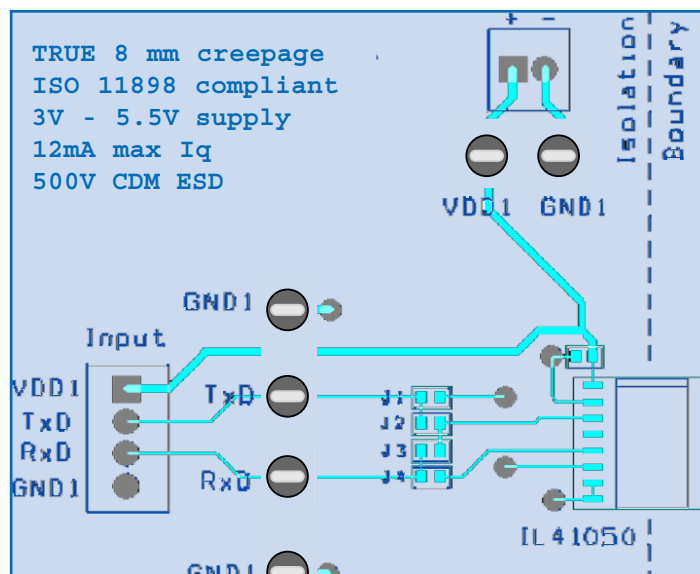 TRUE 8 mm creepage
ISO 11898 compliant
3V - 5.5V supply
12mA max Iq
500V CDM ESD
+ -
Isolation
Boundary
VDD1 GND1
GND1
Input
VDD1
TxD
RxD
GND1
TxD
RxD
J1
J2
J3
J4
IL41050
GND1